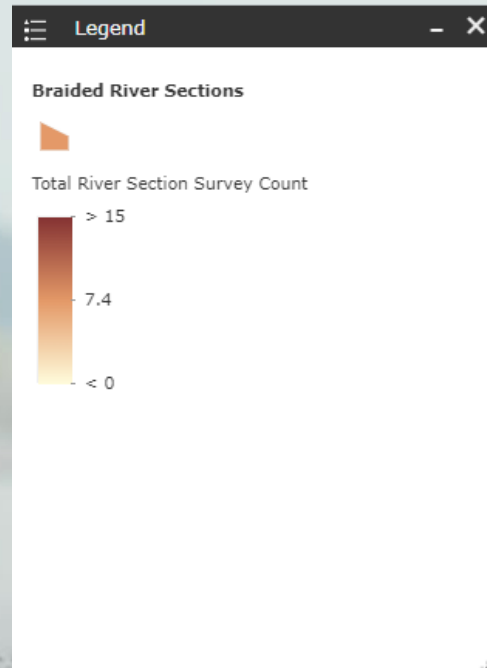 Legend
Braided River Sections
Total River Section Survey Count
> 15
7.4
< 0